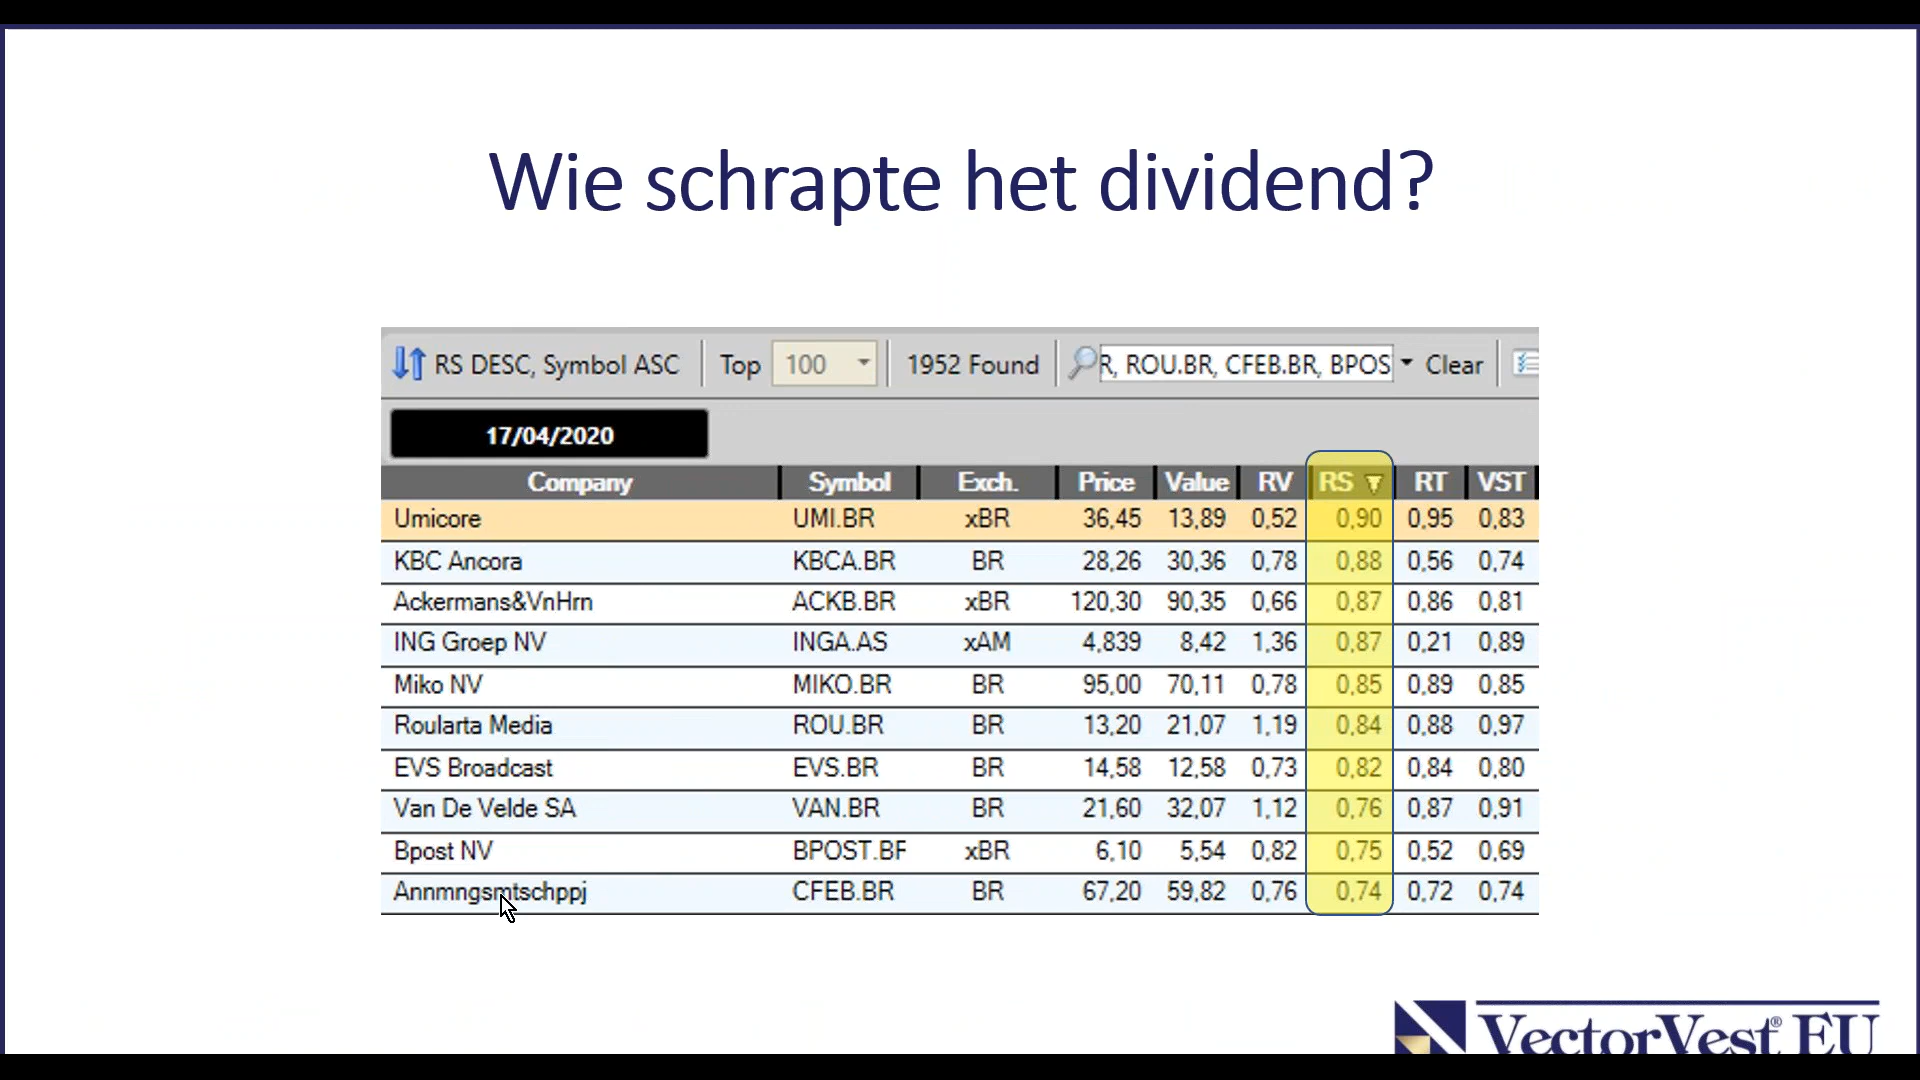 Wie schrapte het dividend?
RS DESC, Symbol ASC Top 100 1952 Found R, ROU.BR, CFEB.BR, BPOS Clear
17/04/2020
Company Symbol Exch. Price Value RV RS RT VST
Umicore UMI.BR xBR 36,45 13,89 0,52 0,90 0,95 0,83
KBC Ancora KBCA.BR BR 28,26 30,36 0,78 0,88 0,56 0,74
Ackermans&VnHrn ACKB.BR xBR 120,30 90,35 0,66 0,87 0,86 0,81
ING Groep NV INGA.AS xAM 4,839 8,42 1,36 0,87 0,21 0,89
Miko NV MIKO.BR BR 95,00 70,11 0,78 0,85 0,89 0,85
Roularta Media ROU.BR BR 13,20 21,07 1,19 0,84 0,88 0,97
EVS Broadcast EVS.BR BR 14,58 12,58 0,73 0,82 0,84 0,80
Van De Velde SA VAN.BR BR 21,60 32,07 1,12 0,76 0,87 0,91
Bpost NV BPOST.BF xBR 6,10 5,54 0,82 0,75 0,52 0,69
Annmngsmtschppj CFEB.BR BR 67,20 59,82 0,76 0,74 0,72 0,74
VectorVest® EU